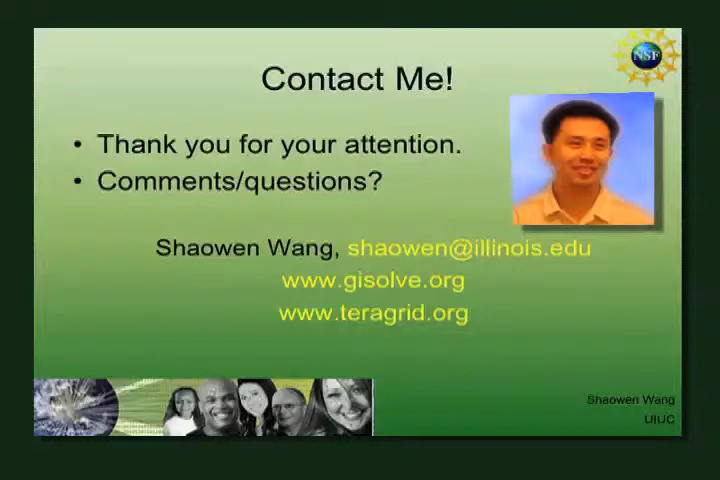 NSF
Contact Me!
• Thank you for your attention.
• Comments/questions?
Shaowen Wang, shaowen@illinois.edu
www.gisolve.org
www.teragrid.org
Shaowen Wang
UIUC